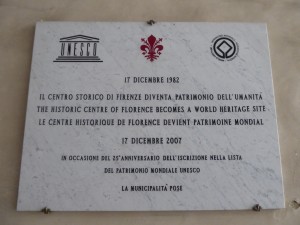 UNESCO
17 DICEMBRE 1982
IL CENTRO STORICO DI FIRENZE DIVENTA PATRIMONIO DELL'UMANITÀ
THE HISTORIC CENTRE OF FLORENCE BECOMES A WORLD HERITAGE SITE
LE CENTRE HISTORIQUE DE FLORENCE DEVIENT PATRIMOINE MONDIAL
17 DICEMBRE 2007
IN OCCASIONE DEL 25°ANNIVERSARIO DELL'ISCRIZIONE NELLA LISTA
DEL PATRIMONIO MONDIALE UNESCO
LA MUNICIPALITÀ POSE